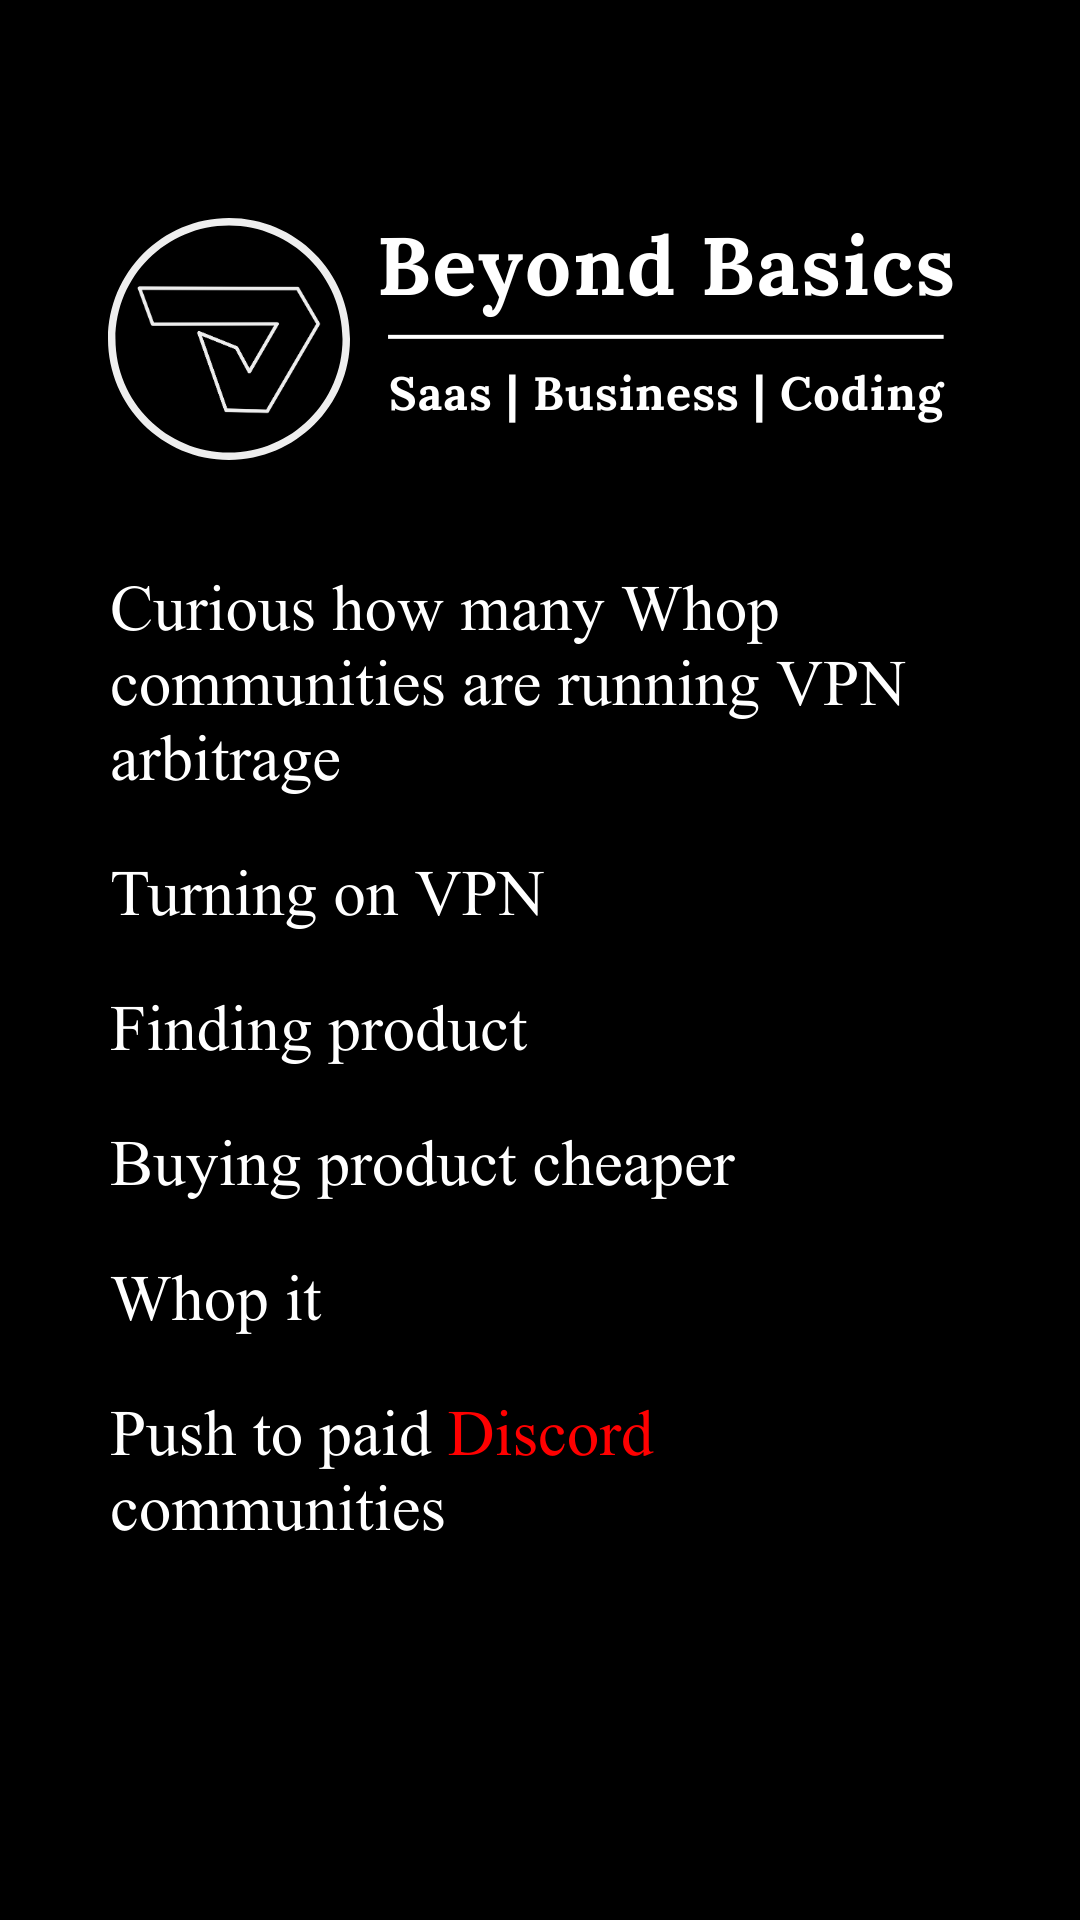 Beyond Basics
Saas | Business | Coding
Curious how many Whop
communities are running VPN
arbitrage
Turning on VPN
Finding product
Buying product cheaper
Whop it
Push to paid Discord
communities